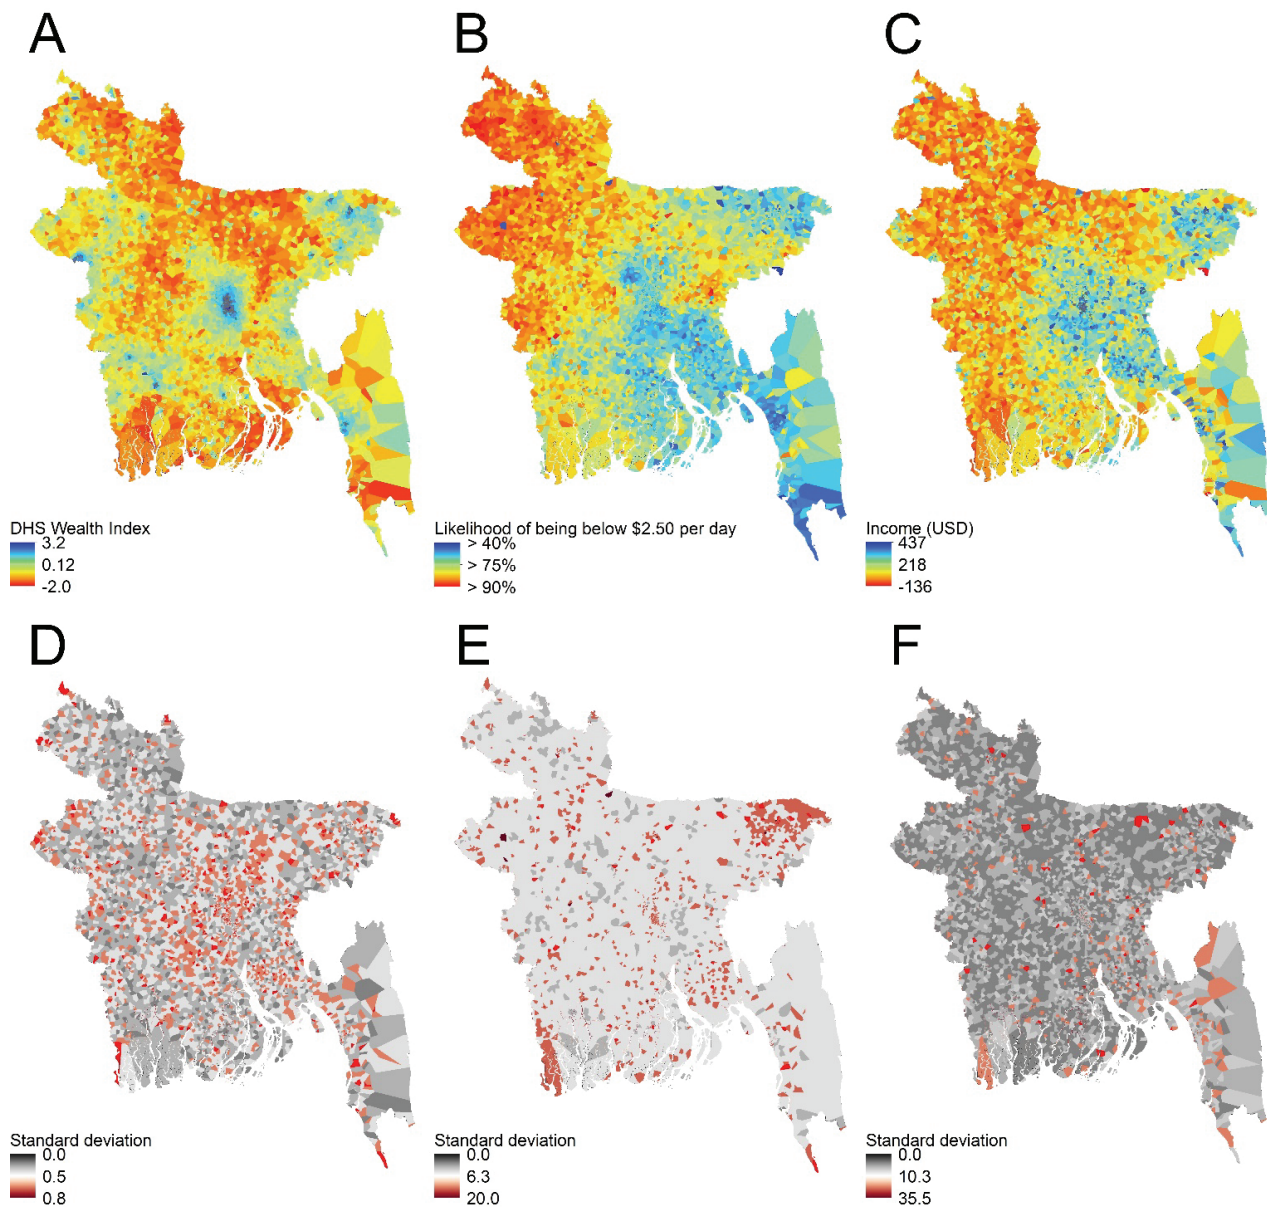 A
B
C
DHS Wealth Index
3.2
0.12
-2.0
Likelihood of being below $2.50 per day
> 40%
> 75%
> 90%
Income (USD)
437
218
-136
D
E
F
Standard deviation
0.0
0.5
0.8
Standard deviation
0.0
6.3
20.0
Standard deviation
0.0
10.3
35.5